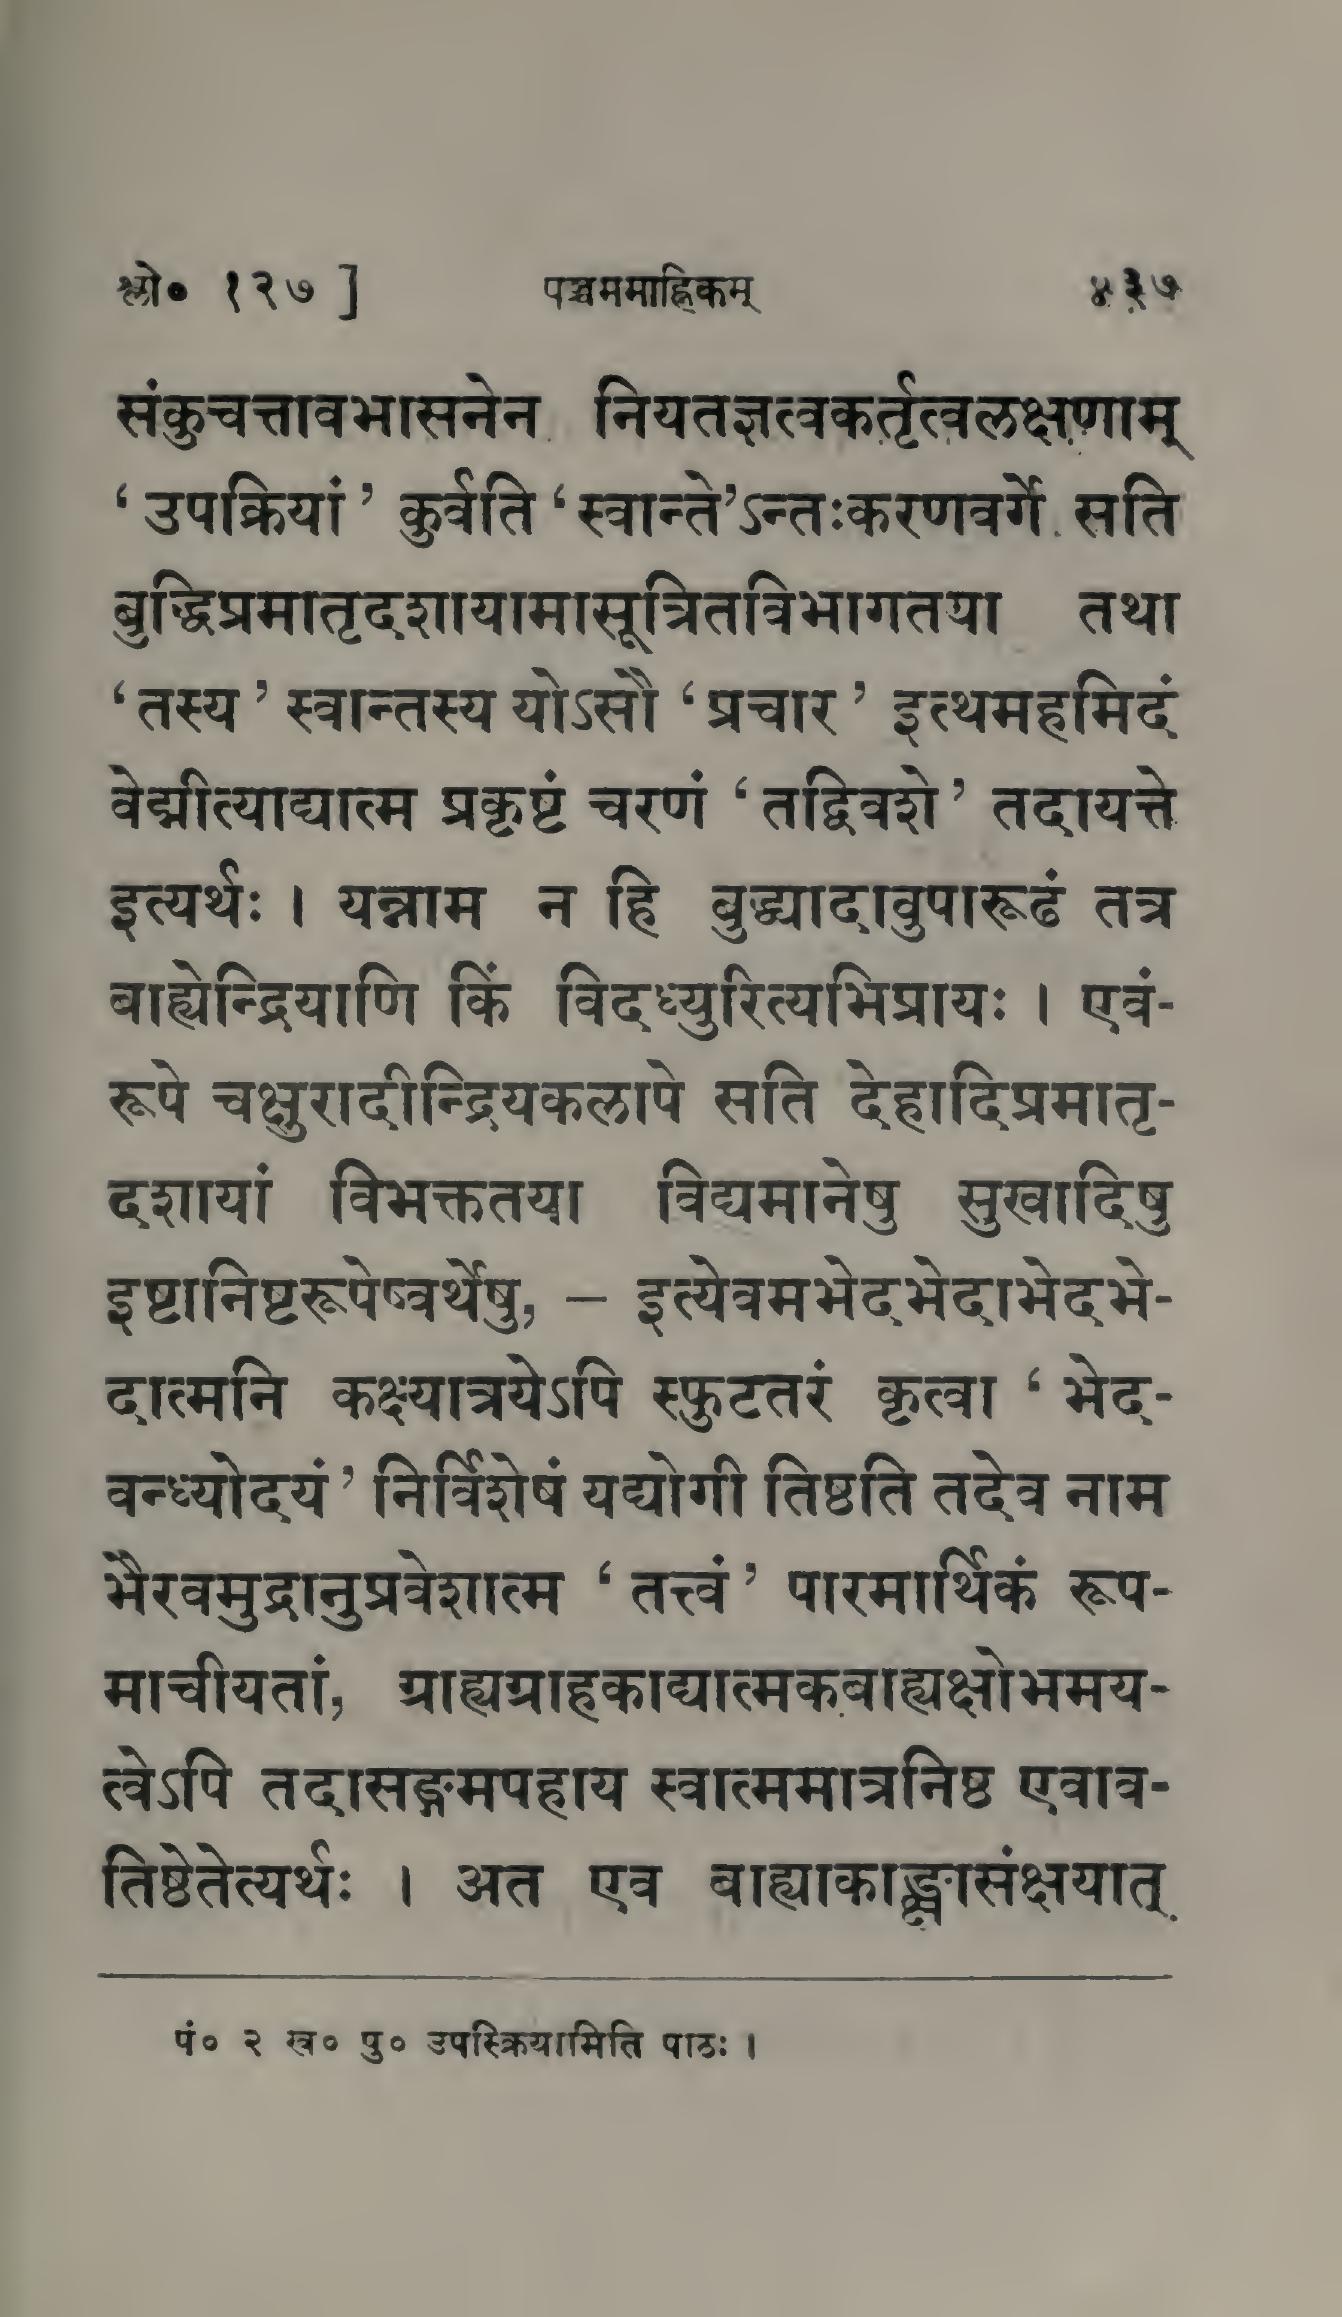 श्लो० १२७ ] पञ्चममाह्निकम् ४३७
संकुचत्तावभासनेन नियतज्ञत्वकर्तृत्वलक्षणाम्
‘ उपक्रियां ’ कुर्वति ‘ स्वान्ते ’ऽन्तःकरणवर्गे सति
बुद्धिप्रमातृदशायामासूत्रितविभागतया तथा
‘ तस्य ’ स्वान्तस्य योऽसौ ‘ प्रचार ’ इत्थमहमिदं
वेद्मीत्याद्यात्म प्रकृष्टं चरणं ‘ तद्विवशे ’ तदायत्ते
इत्यर्थः । यन्नाम न हि बुद्ध्यादावुपारूढं तत्र
बाह्येन्द्रियाणि किं विदध्युरित्यभिप्रायः । एवं-
रूपे चक्षुरादीन्द्रियकलापे सति देहादिप्रमातृ-
दशायां विभक्ततया विद्यमानेषु सुखादिषु
इष्टानिष्टरूपेष्वर्थेषु, – इत्येवमभेदभेदाभेदभे-
दात्मनि कक्ष्यात्रयेऽपि स्फुटतरं कृत्वा ‘ भेद-
वन्ध्योदयं ’ निर्विशेषं यद्योगी तिष्ठति तदेव नाम
भैरवमुद्रानुप्रवेशात्म ‘ तत्त्वं ’ पारमार्थिकं रूप-
माचीयतां, ग्राह्यग्राहकाद्यात्मकबाह्यक्षोभमय-
त्वेऽपि तदासङ्गमपहाय स्वात्ममात्रनिष्ठ एवाव-
तिष्ठेतेत्यर्थः । अत एव बाह्याकाङ्क्षासंक्षयात्
पं० २ ख० पु० उपस्क्रियामिति पाठः ।